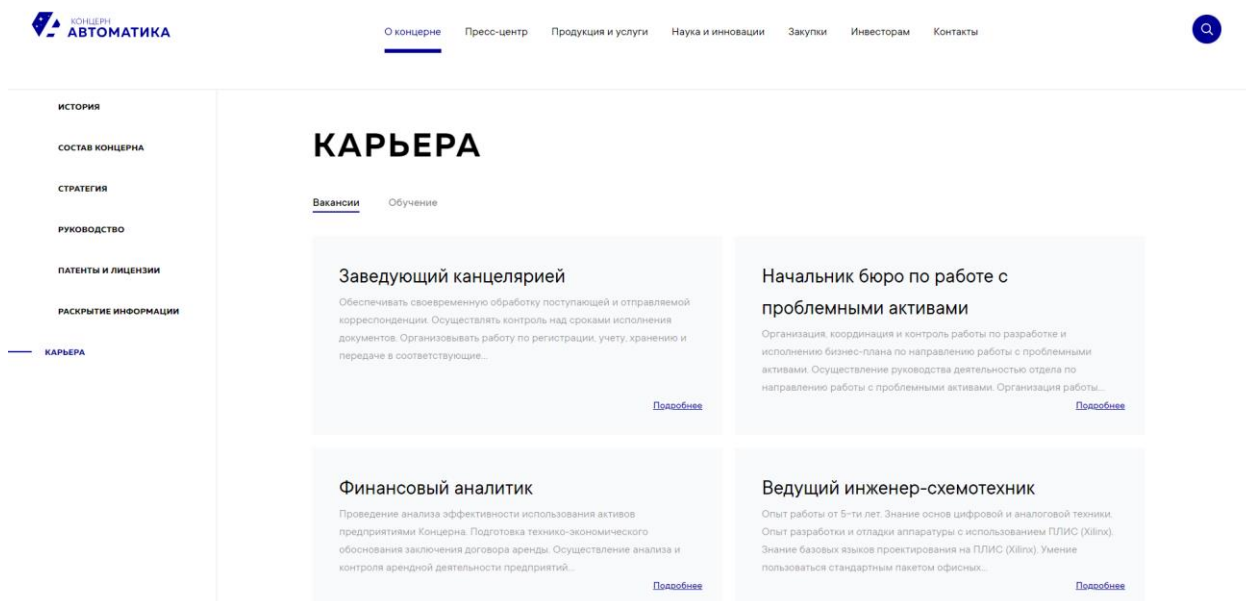 КОНЦЕРН
АВТОМАТИКА
О концерне Пресс-центр Продукция и услуги Наука и инновации Закупки Инвесторам Контакты
ИСТОРИЯ
СОСТАВ КОНЦЕРНА
СТРАТЕГИЯ
РУКОВОДСТВО
ПАТЕНТЫ И ЛИЦЕНЗИИ
РАСКРЫТИЕ ИНФОРМАЦИИ
КАРЬЕРА
КАРЬЕРА
Вакансии Обучение
Заведующий канцелярией
Обеспечивать своевременную обработку поступающей и отправляемой
корреспонденции. Осуществлять контроль над сроками исполнения
документов. Организовывать работу по регистрации, учету, хранению и
передаче в соответствующие...
Подробнее
Начальник бюро по работе с
проблемными активами
Организация, координация и контроль работы по разработке и
исполнению бизнес-плана по направлению работы с проблемными
активами. Осуществление руководства деятельностью отдела по
направлению работы с проблемными активами. Организация работы...
Подробнее
Финансовый аналитик
Проведение анализа эффективности использования активов
предприятиями Концерна. Подготовка технико-экономического
обоснования заключения договора аренды. Осуществление анализа и
контроля арендной деятельности предприятий...
Подробнее
Ведущий инженер-схемотехник
Опыт работы от 5-ти лет. Знание основ цифровой и аналоговой техники.
Опыт разработки и отладки аппаратуры с использованием ПЛИС (Xilinx).
Знание базовых языков проектирования на ПЛИС (Xilinx). Умение
пользоваться стандартным пакетом офисных...
Подробнее